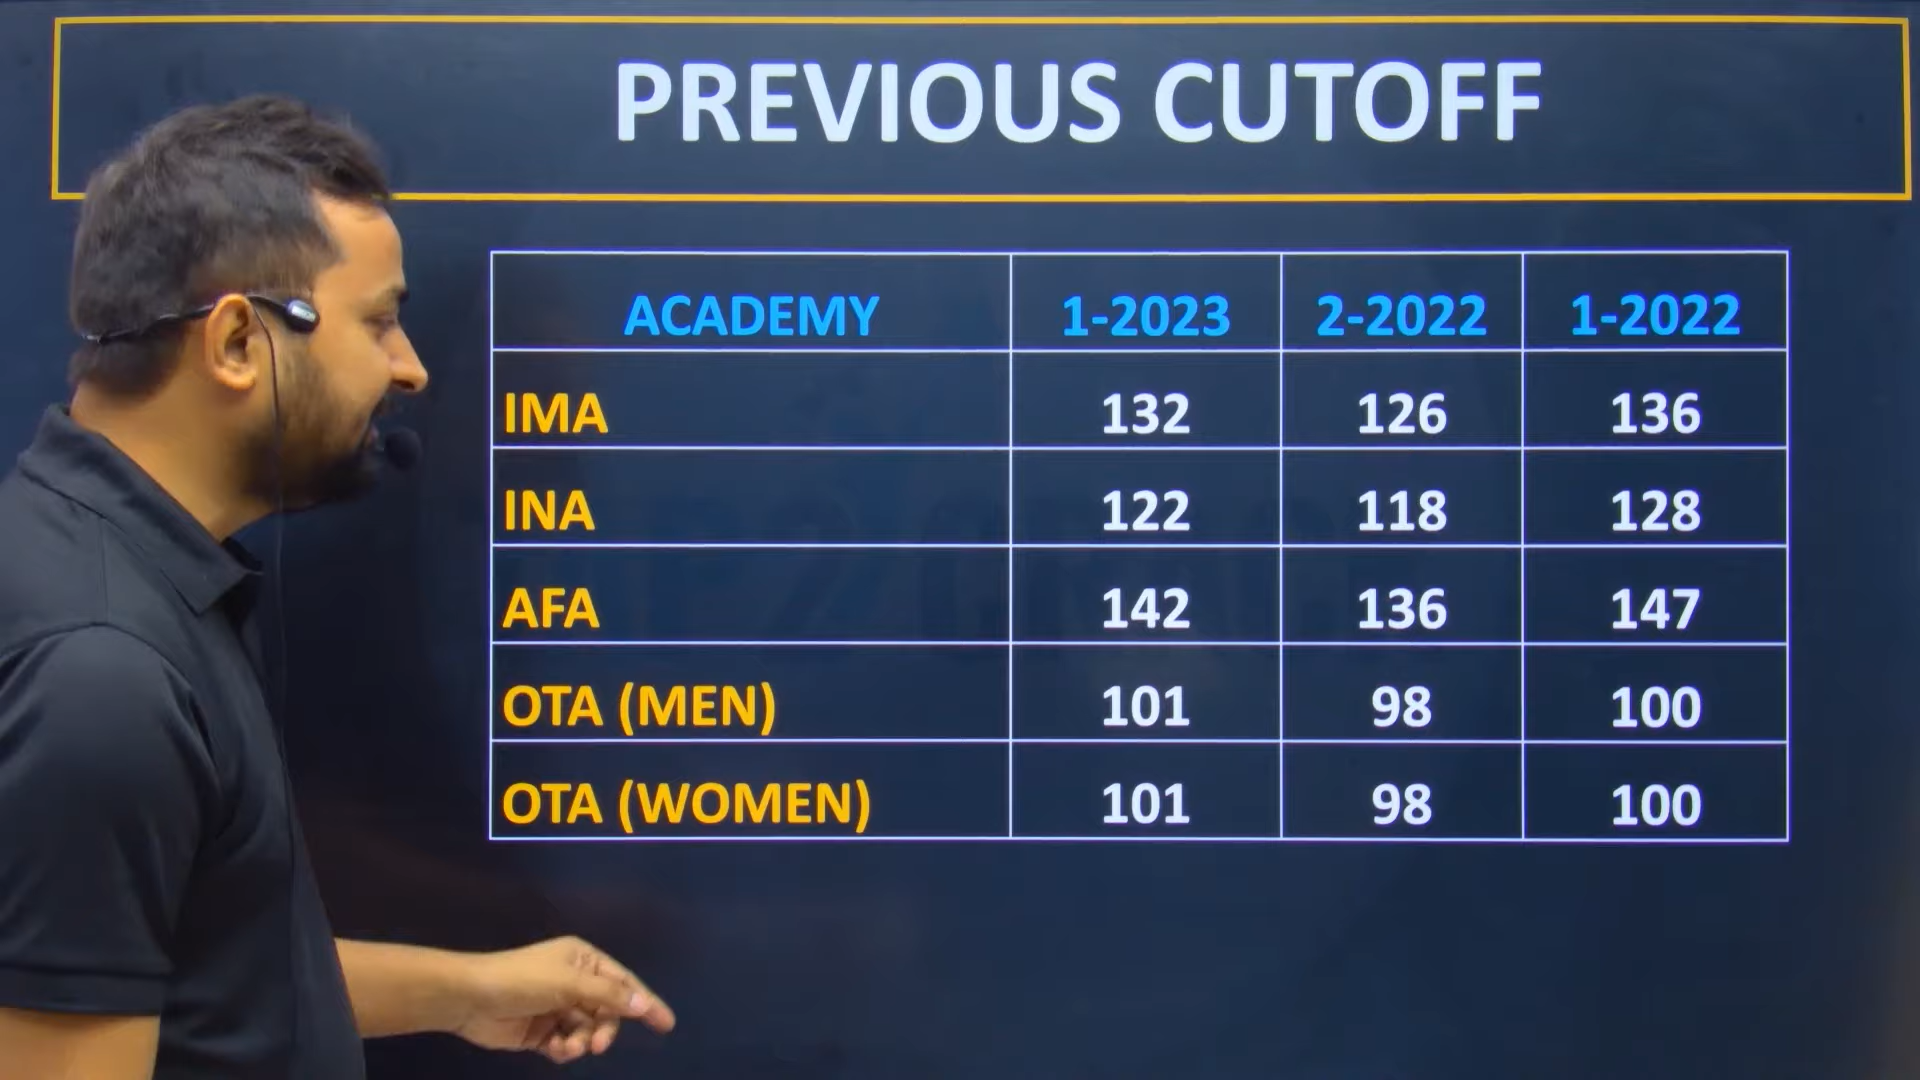 PREVIOUS CUTOFF
ACADEMY 1-2023 2-2022 1-2022
IMA 132 126 136
INA 122 118 128
AFA 142 136 147
OTA (MEN) 101 98 100
OTA (WOMEN) 101 98 100